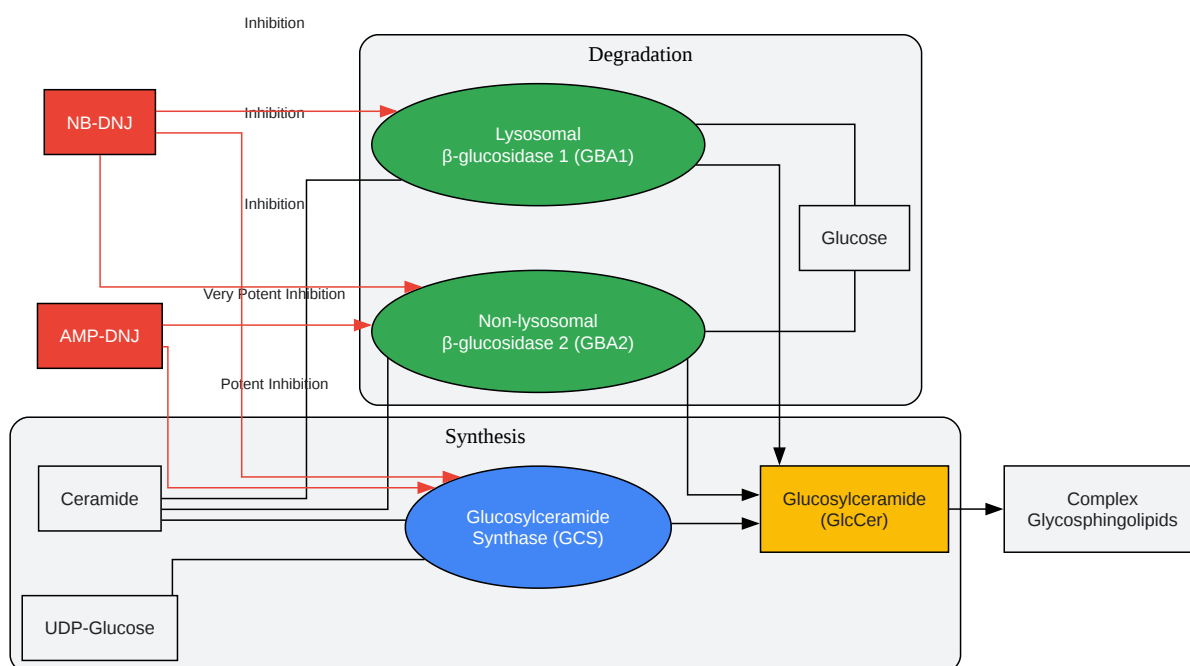 Inhibition
Degradation
NB-DNJ
Inhibition
Lysosomal
β-glucosidase 1 (GBA1)
Inhibition
Glucose
Very Potent Inhibition
AMP-DNJ
Non-lysosomal
β-glucosidase 2 (GBA2)
Potent Inhibition
Synthesis
Ceramide
Glucosylceramide
Synthase (GCS)
Glucosylceramide
(GlcCer)
Complex
Glycosphingolipids
UDP-Glucose